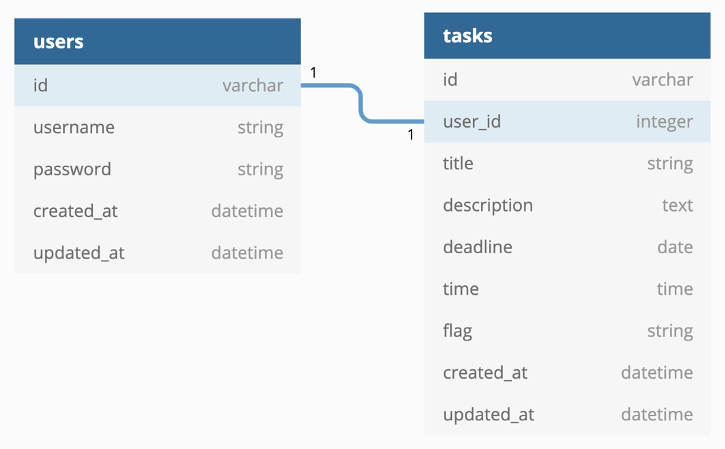 users
id varchar
username string
password string
created_at datetime
updated_at datetime
1
1
tasks
id varchar
user_id integer
title string
description text
deadline date
time time
flag string
created_at datetime
updated_at datetime